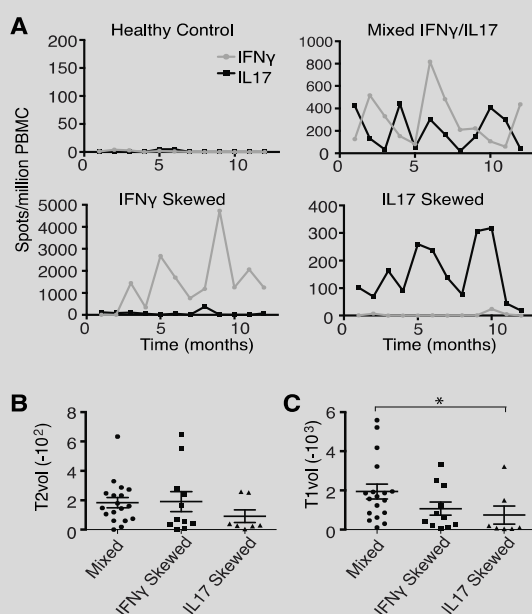 A
Healthy Control
Mixed IFNγ/IL17
Spots/million PBMC
200
150
100
50
0
0 5 10
IFNγ
IL17
1000
800
600
400
200
0
0 5 10
IFNγ Skewed
IL17 Skewed
5000
4000
3000
2000
1000
0
0 5 10
Time (months)
400
300
200
100
0
0 5 10
Time (months)
B
T2vol (-10²)
8
6
4
2
0
Mixed
IFNγ Skewed
IL17 Skewed
C
T1vol (-10³)
6
4
2
0
*
Mixed
IFNγ Skewed
IL17 Skewed